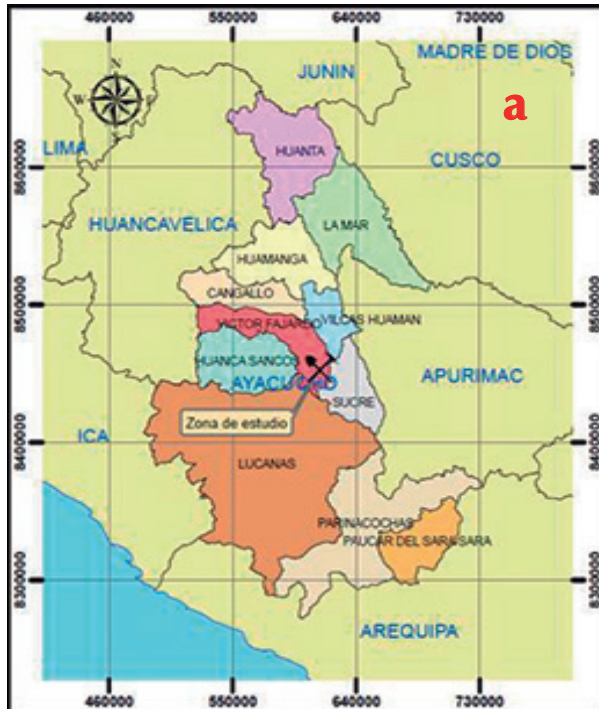 460000 550000 640000 730000
MADRE DE DIOS
JUNIN
a
N
W E
S
LIMA
HUANTA
CUSCO
8600000 8600000
HUANCAVELICA
LA MAR
HUAMANGA
CANGALLO
8500000 8500000
VICTOR FAJARDO
VILCAS HUAMAN
HUANCA SANCOS
AYACUCHO
APURIMAC
SUCRE
Zona de estudio
ICA
8400000 8400000
LUCANAS
PARINACOCHAS
PAUCAR DEL SARA SARA
8300000 8300000
AREQUIPA
460000 550000 640000 730000